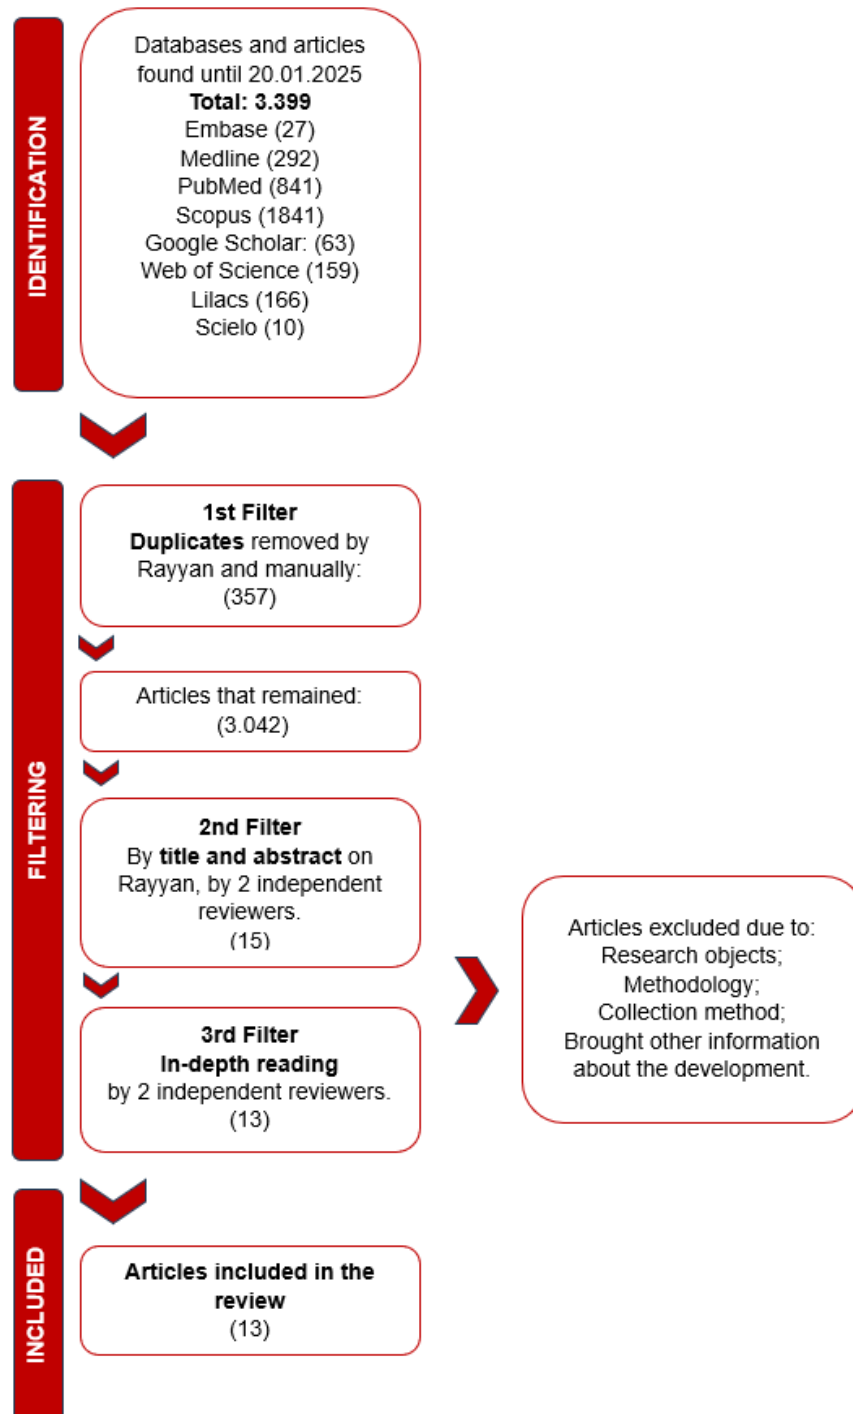 IDENTIFICATION
Databases and articles
found until 20.01.2025
Total: 3.399
Embase (27)
Medline (292)
PubMed (841)
Scopus (1841)
Google Scholar: (63)
Web of Science (159)
Lilacs (166)
Scielo (10)
FILTERING
1st Filter
Duplicates removed by
Rayyan and manually:
(357)
Articles that remained:
(3.042)
2nd Filter
By title and abstract on
Rayyan, by 2 independent
reviewers.
(15)
3rd Filter
In-depth reading
by 2 independent reviewers.
(13)
Articles excluded due to:
Research objects;
Methodology;
Collection method;
Brought other information
about the development.
INCLUDED
Articles included in the
review
(13)